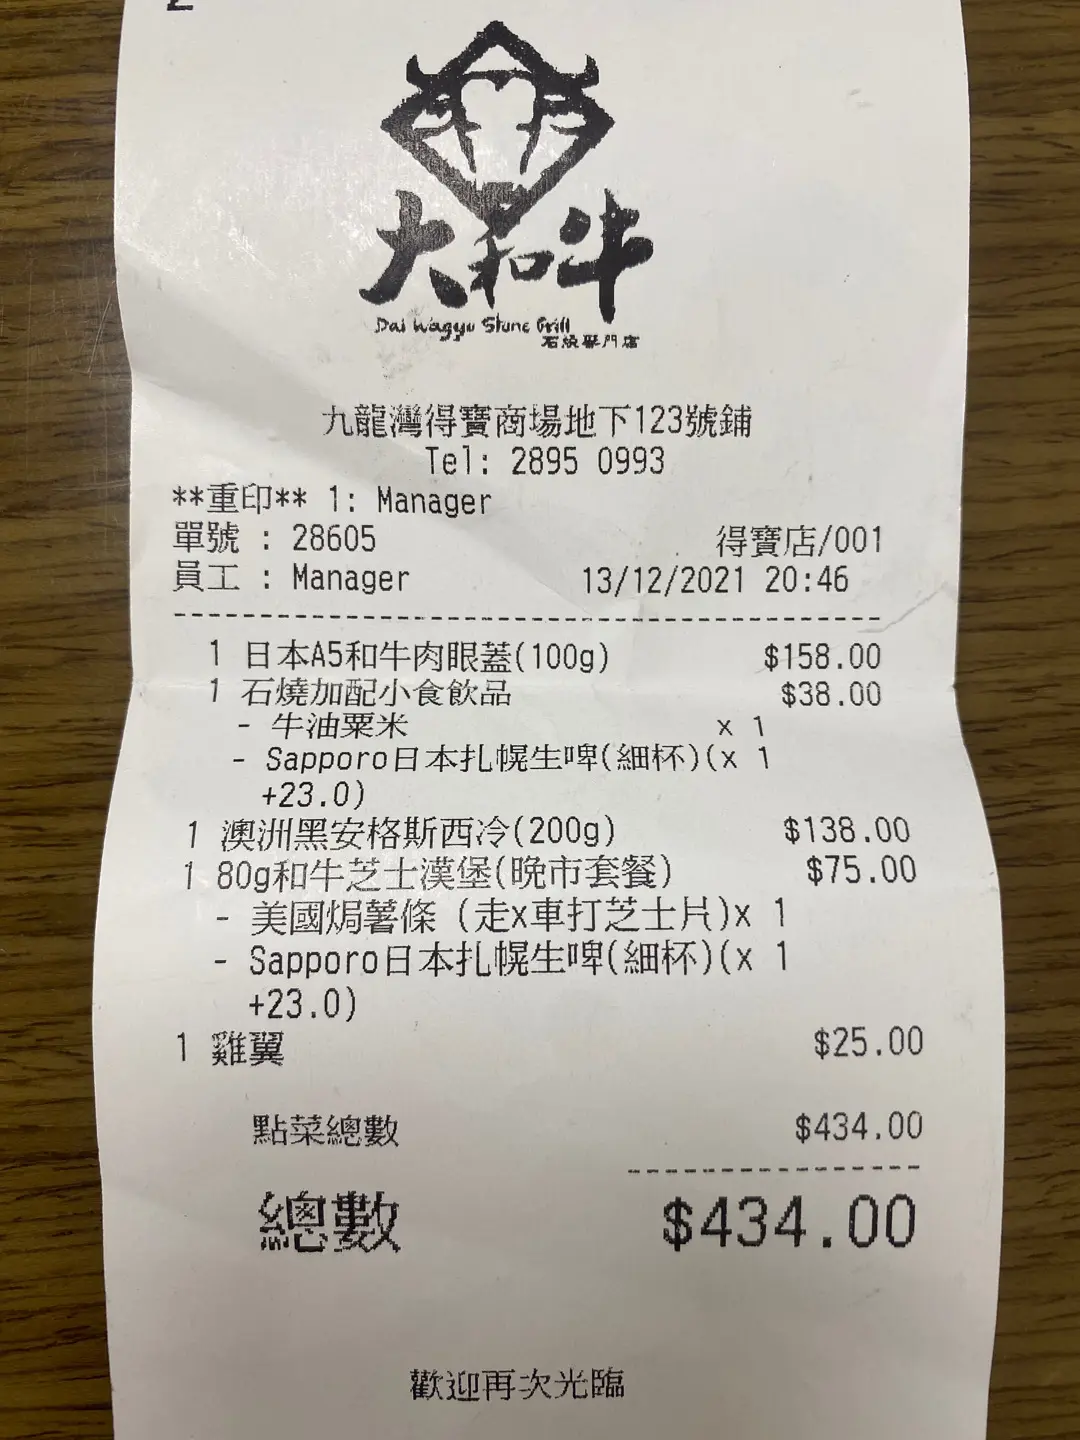 大和牛
Dai Wagyu Stone Grill
石燒專門店
九龍灣得寶商場地下123號鋪
Tel: 2895 0993
**重印** 1: Manager
單號 : 28605 得寶店/001
員工 : Manager 13/12/2021 20:46
1 日本A5和牛肉眼蓋(100g) $158.00
1 石燒加配小食飲品 $38.00
- 牛油粟米 x 1
- Sapporo日本扎幌生啤(細杯)(x 1
+23.0)
1 澳洲黑安格斯西冷(200g) $138.00
1 80g和牛芝士漢堡(晚市套餐) $75.00
- 美國焗薯條 (走x車打芝士片)x 1
- Sapporo日本扎幌生啤(細杯)(x 1
+23.0)
1 雞翼 $25.00
點菜總數 $434.00
總數 $434.00
歡迎再次光臨